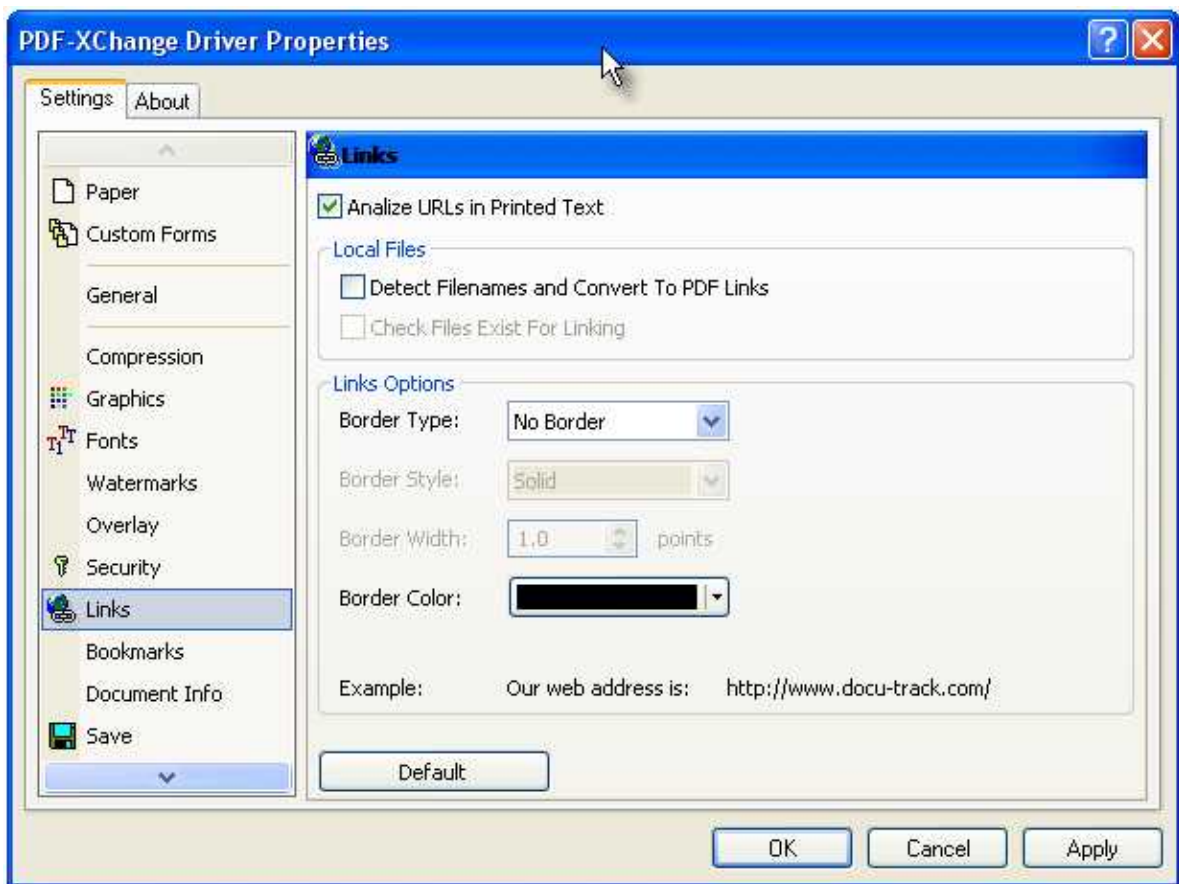 PDF-XChange Driver Properties
Settings
About
Paper
Custom Forms
General
Compression
Graphics
Fonts
Watermarks
Overlay
Security
Links
Bookmarks
Document Info
Save
Links
Analize URLs in Printed Text
Local Files
Detect Filenames and Convert To PDF Links
Check Files Exist For Linking
Links Options
Border Type: No Border
Border Style: Solid
Border Width: 1.0 points
Border Color:
Example: Our web address is: http://www.docu-track.com/
Default
OK Cancel Apply